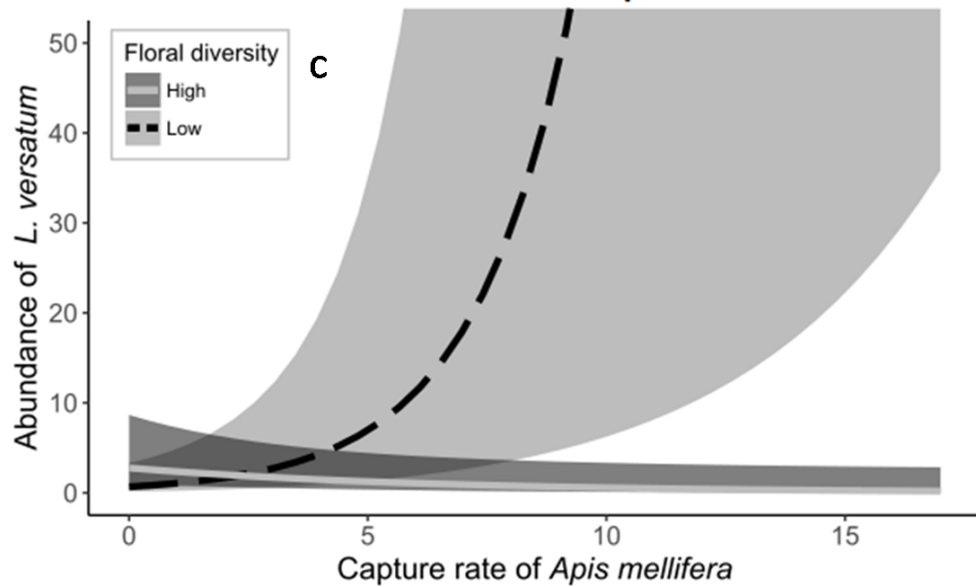 50
40
30
20
10
0
Abundance of L. versatum
Floral diversity
High
Low
C
0 5 10 15
Capture rate of Apis mellifera